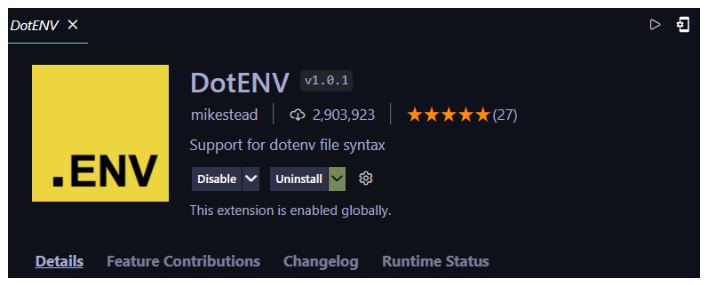 DotENV
.ENV
DotENV v1.0.1
mikestead 2,903,923 (27)
Support for dotenv file syntax
Disable Uninstall
This extension is enabled globally.
Details Feature Contributions Changelog Runtime Status